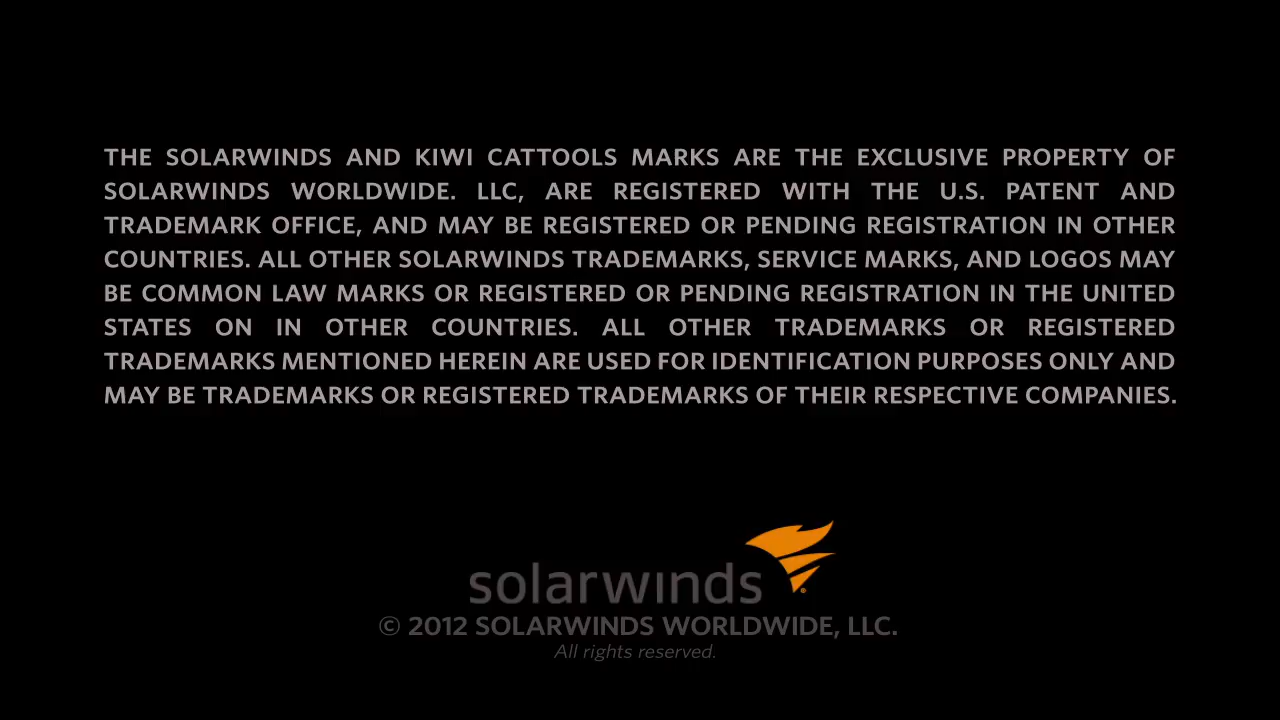 THE SOLARWINDS AND KIWI CATTOOLS MARKS ARE THE EXCLUSIVE PROPERTY OF
SOLARWINDS WORLDWIDE. LLC, ARE REGISTERED WITH THE U.S. PATENT AND
TRADEMARK OFFICE, AND MAY BE REGISTERED OR PENDING REGISTRATION IN OTHER
COUNTRIES. ALL OTHER SOLARWINDS TRADEMARKS, SERVICE MARKS, AND LOGOS MAY
BE COMMON LAW MARKS OR REGISTERED OR PENDING REGISTRATION IN THE UNITED
STATES ON IN OTHER COUNTRIES. ALL OTHER TRADEMARKS OR REGISTERED
TRADEMARKS MENTIONED HEREIN ARE USED FOR IDENTIFICATION PURPOSES ONLY AND
MAY BE TRADEMARKS OR REGISTERED TRADEMARKS OF THEIR RESPECTIVE COMPANIES.
solarwinds®
© 2012 SOLARWINDS WORLDWIDE, LLC.
All rights reserved.